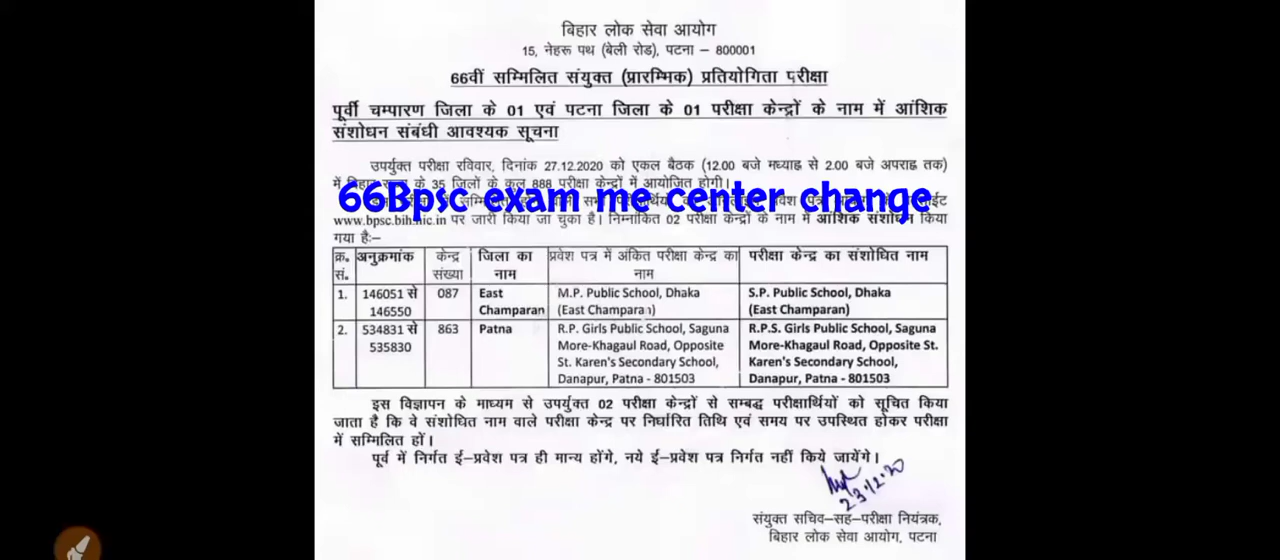 बिहार लोक सेवा आयोग
15, नेहरू पथ (बेली रोड), पटना – 800001
66वीं सम्मिलित संयुक्त (प्रारम्भिक) प्रतियोगिता परीक्षा
पूर्वी चम्पारण जिला के 01 एवं पटना जिला के 01 परीक्षा केन्द्रों के नाम में आंशिक
संशोधन संबंधी आवश्यक सूचना
उपर्युक्त परीक्षा रविवार, दिनांक 27.12.2020 को एकल बैठक (12.00 बजे मध्याह्न से 2.00 बजे अपराह्न तक)
में के 35 जिलों के कुल 888 परीक्षा केन्द्रों में आयोजित होगी।
66Bpsc exam me center change
www.bpsc.bih.nic.in पर जारी किया जा चुका है। निम्नांकित 02 परीक्षा केन्द्रों के नाम में आंशिक संशोधन किया
गया है:–
क्र. सं. अनुक्रमांक केन्द्र संख्या जिला का नाम प्रवेश पत्र में अंकित परीक्षा केन्द्र का नाम परीक्षा केन्द्र का संशोधित नाम
1. 146051 से 087 East M.P. Public School, Dhaka S.P. Public School, Dhaka
146550 Champaran (East Champaran) (East Champaran)
2. 534831 से 863 Patna R.P. Girls Public School, Saguna R.P.S. Girls Public School, Saguna
535830 More-Khagaul Road, Opposite More-Khagaul Road, Opposite St.
St. Karen's Secondary School, Karen's Secondary School,
Danapur, Patna - 801503 Danapur, Patna - 801503
इस विज्ञापन के माध्यम से उपर्युक्त 02 परीक्षा केन्द्रों से सम्बद्ध परीक्षार्थियों को सूचित किया
जाता है कि वे संशोधित नाम वाले परीक्षा केन्द्र पर निर्धारित तिथि एवं समय पर उपस्थित होकर परीक्षा
में सम्मिलित हों।
पूर्व में निर्गत ई–प्रवेश पत्र ही मान्य होंगे, नये ई–प्रवेश पत्र निर्गत नहीं किये जायेंगे।
23.12.20
संयुक्त सचिव–सह–परीक्षा नियंत्रक,
बिहार लोक सेवा आयोग, पटना